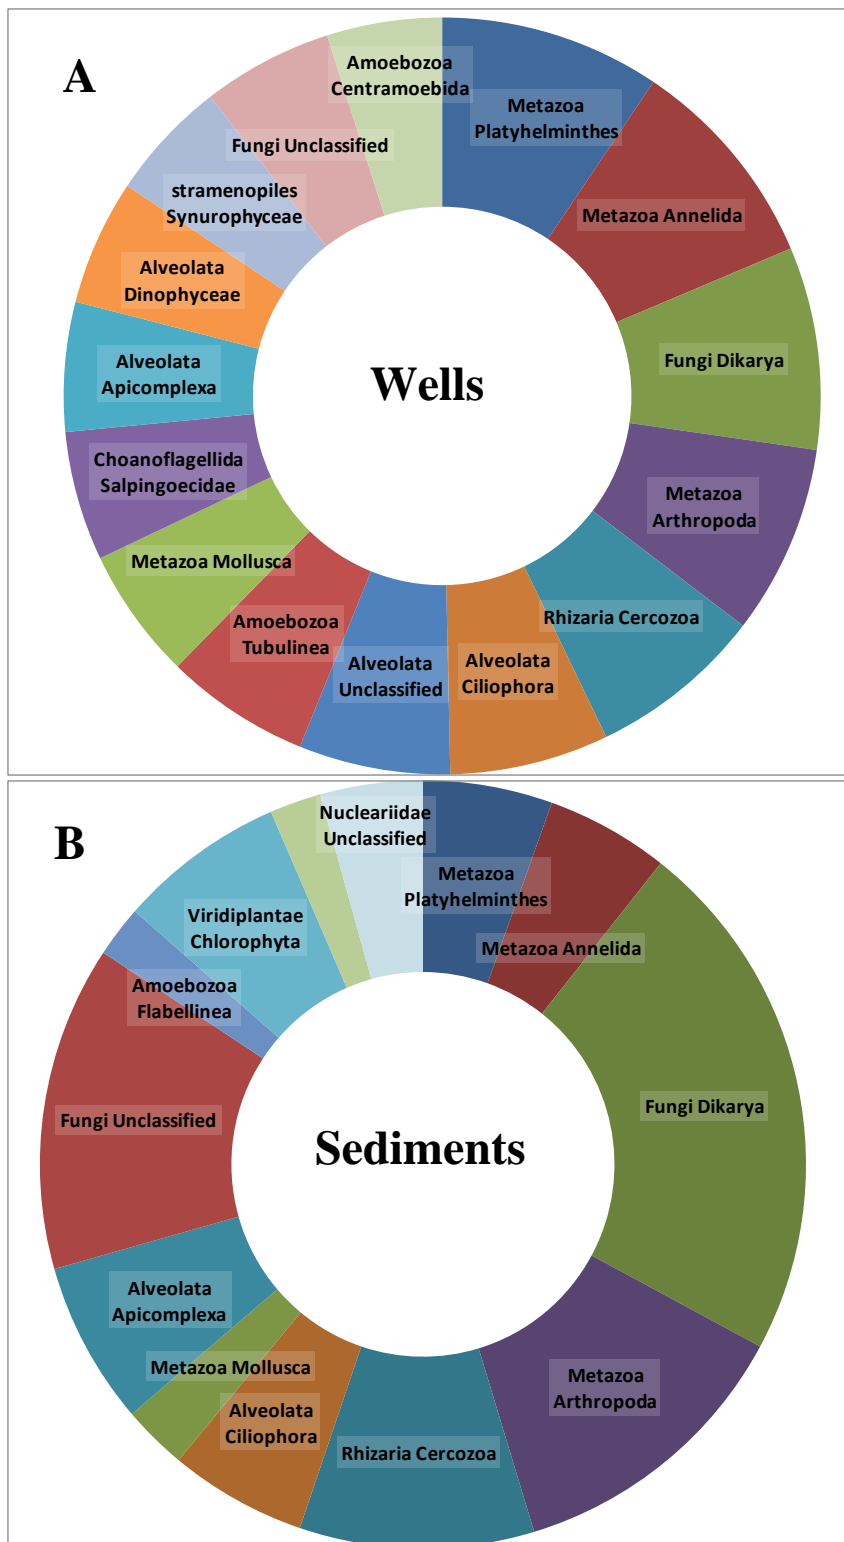 A
Amoebozoa
Centramoebida
Metazoa
Platyhelminthes
Fungi Unclassified
stramenopiles
Synurophyceae
Metazoa Annelida
Alveolata
Dinophyceae
Alveolata
Apicomplexa
Wells
Fungi Dikarya
Choanoflagellida
Salpingoecidae
Metazoa
Arthropoda
Metazoa Mollusca
Amoebozoa
Tubulinea
Rhizaria Cercozoa
Alveolata
Unclassified
Alveolata
Ciliophora
B
Nucleariidae
Unclassified
Metazoa
Platyhelminthes
Viridiplantae
Chlorophyta
Metazoa Annelida
Amoebozoa
Flabellinea
Fungi Unclassified
Fungi Dikarya
Sediments
Alveolata
Apicomplexa
Metazoa Mollusca
Metazoa
Arthropoda
Alveolata
Ciliophora
Rhizaria Cercozoa